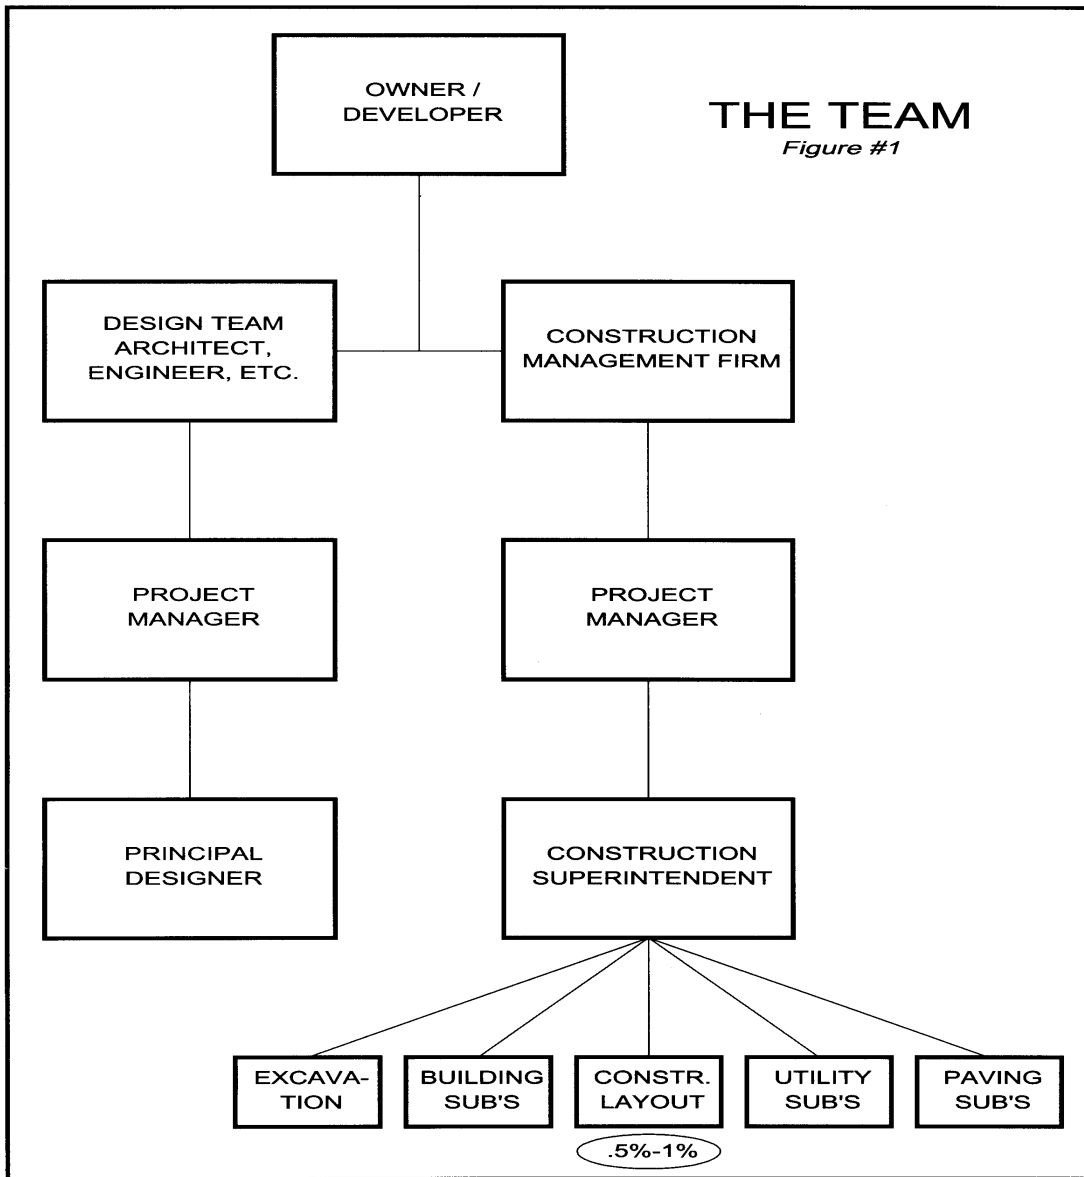 OWNER /
DEVELOPER
THE TEAM
Figure #1
DESIGN TEAM
ARCHITECT,
ENGINEER, ETC.
CONSTRUCTION
MANAGEMENT FIRM
PROJECT
MANAGER
PROJECT
MANAGER
PRINCIPAL
DESIGNER
CONSTRUCTION
SUPERINTENDENT
EXCAVA-
TION
BUILDING
SUB'S
CONSTR.
LAYOUT
UTILITY
SUB'S
PAVING
SUB'S
.5%-1%